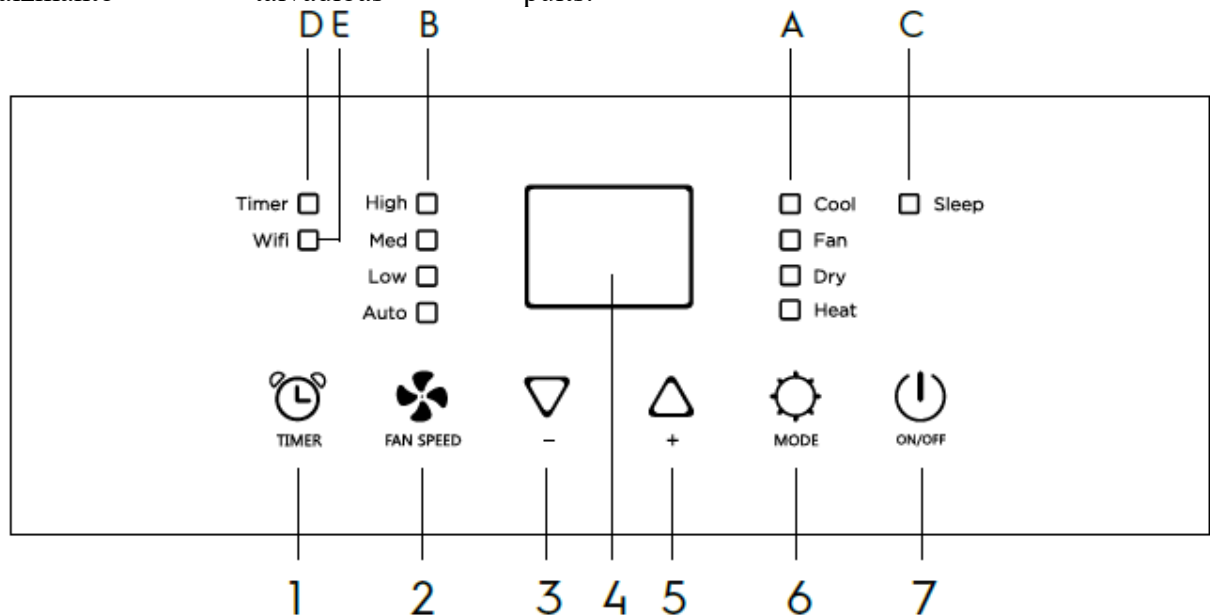 D E B A C
Timer High Cool Sleep
Wifi Med Fan
Low Dry
Auto Heat
TIMER FAN SPEED − + MODE ON/OFF
1 2 3 4 5 6 7